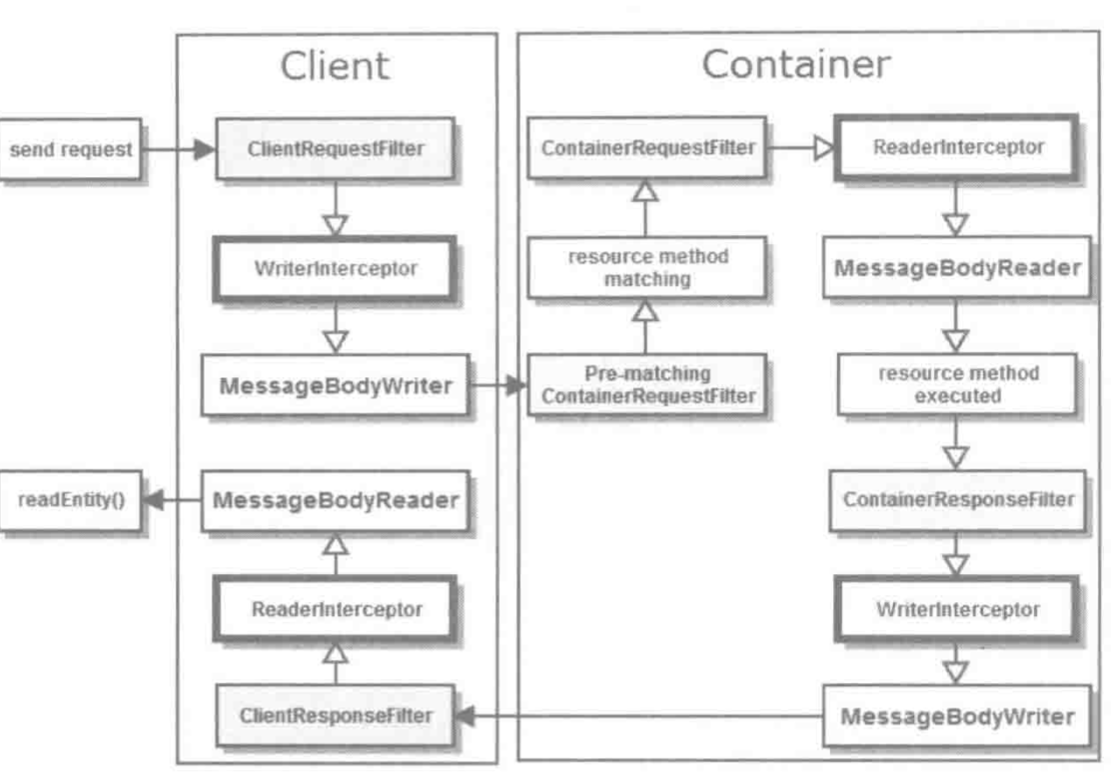 Client
Container
send request
ClientRequestFilter
WriterInterceptor
MessageBodyWriter
Pre-matching
ContainerRequestFilter
resource method
matching
ContainerRequestFilter
ReaderInterceptor
MessageBodyReader
resource method
executed
ContainerResponseFilter
WriterInterceptor
MessageBodyWriter
ClientResponseFilter
ReaderInterceptor
MessageBodyReader
readEntity()